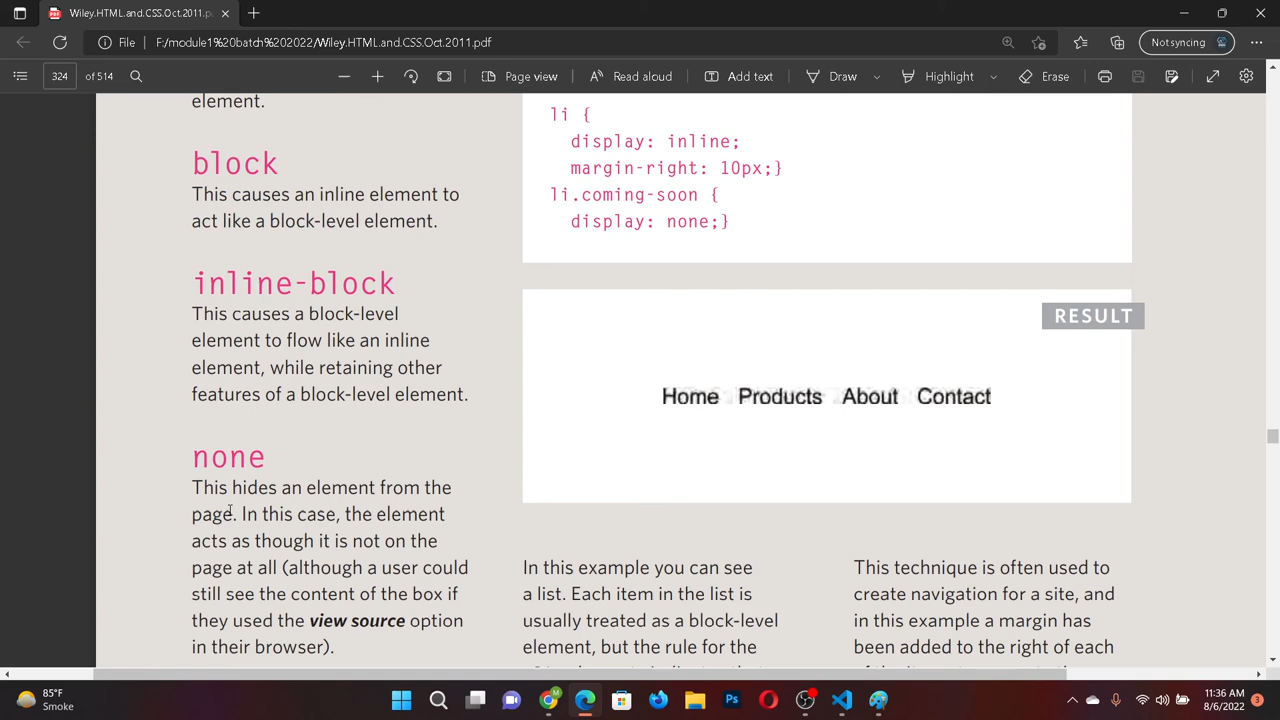 Wiley.HTML.and.CSS.Oct.2011.p
File
F:/module1%20batch%202022/Wiley.HTML.and.CSS.Oct.2011.pdf
Not syncing
324 of 514
Page view
Read aloud
Add text
Draw
Highlight
Erase
element.
block
This causes an inline element to
act like a block-level element.
inline-block
This causes a block-level
element to flow like an inline
element, while retaining other
features of a block-level element.
none
This hides an element from the
page. In this case, the element
acts as though it is not on the
page at all (although a user could
still see the content of the box if
they used the view source option
in their browser).
li {
display: inline;
margin-right: 10px;}
li.coming-soon {
display: none;}
RESULT
Home Products About Contact
In this example you can see
a list. Each item in the list is
usually treated as a block-level
element, but the rule for the
This technique is often used to
create navigation for a site, and
in this example a margin has
been added to the right of each
85°F
Smoke
Ps
11:36 AM
8/6/2022
3